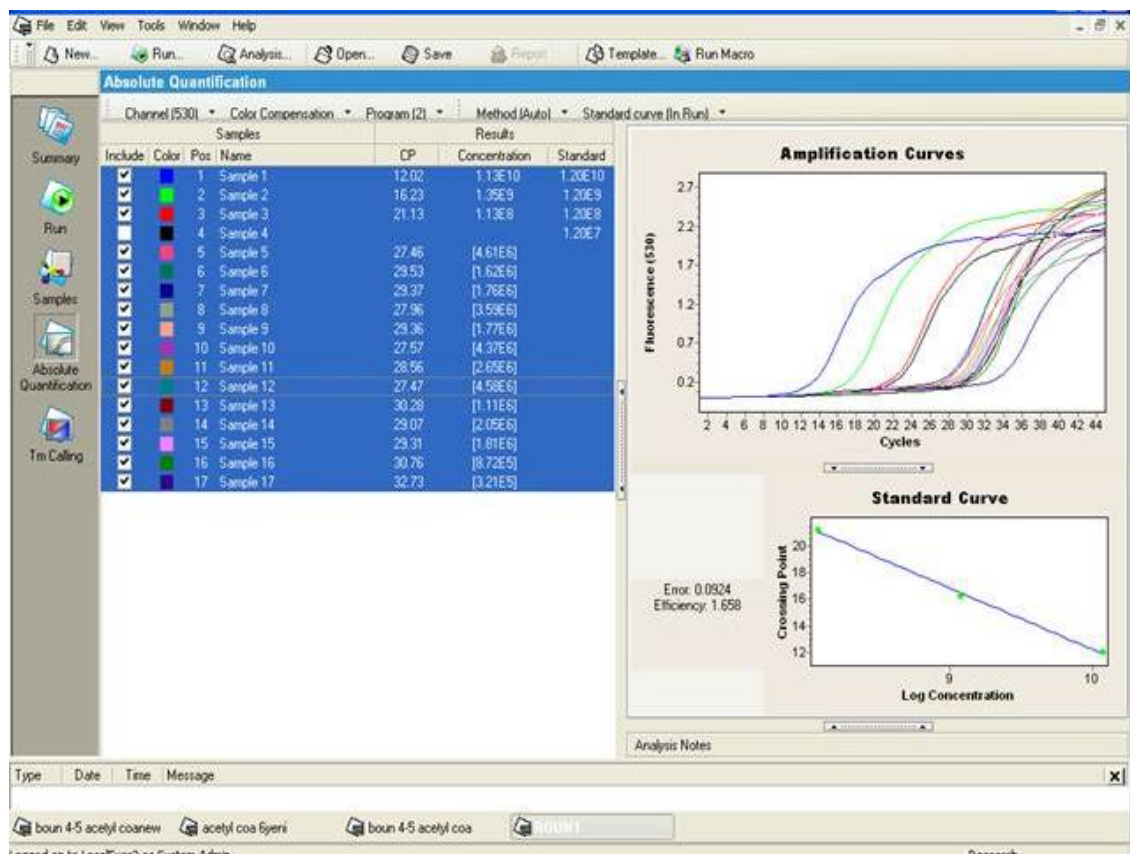 File Edit View Tools Window Help
New... Run... Analysis... Open... Save Report Template... Run Macro
Absolute Quantification
Channel (530) Color Compensation Program (2) Method (Auto) Standard curve (In Run)
Samples Results
Include Color Pos Name CP Concentration Standard
1 Sample 1 12.02 1.13E10 1.20E10
2 Sample 2 16.23 1.35E9 1.20E9
3 Sample 3 21.13 1.13E8 1.20E8
4 Sample 4 1.20E7
5 Sample 5 27.46 [4.61E6]
6 Sample 6 29.53 [1.62E6]
7 Sample 7 29.37 [1.76E6]
8 Sample 8 27.96 [3.59E6]
9 Sample 9 29.36 [1.77E6]
10 Sample 10 27.57 [4.37E6]
11 Sample 11 28.56 [2.65E6]
12 Sample 12 27.47 [4.58E6]
13 Sample 13 30.28 [1.11E6]
14 Sample 14 29.07 [2.05E6]
15 Sample 15 29.31 [1.81E6]
16 Sample 16 30.76 [8.72E5]
17 Sample 17 32.73 [3.21E5]
Summary
Run
Samples
Absolute
Quantification
Tm Calling
Amplification Curves
Fluorescence (530)
27
22
17
12
0.7
0.2
2 4 6 8 10 12 14 16 18 20 22 24 26 28 30 32 34 36 38 40 42 44
Cycles
Standard Curve
Error: 0.0924
Efficiency: 1.658
Crossing Point
20
18
16
14
12
9 10
Log Concentration
Analysis Notes
Type Date Time Message
boun 4-5 acetyl coanew acetyl coa 6yeni boun 4-5 acetyl coa BOUN1